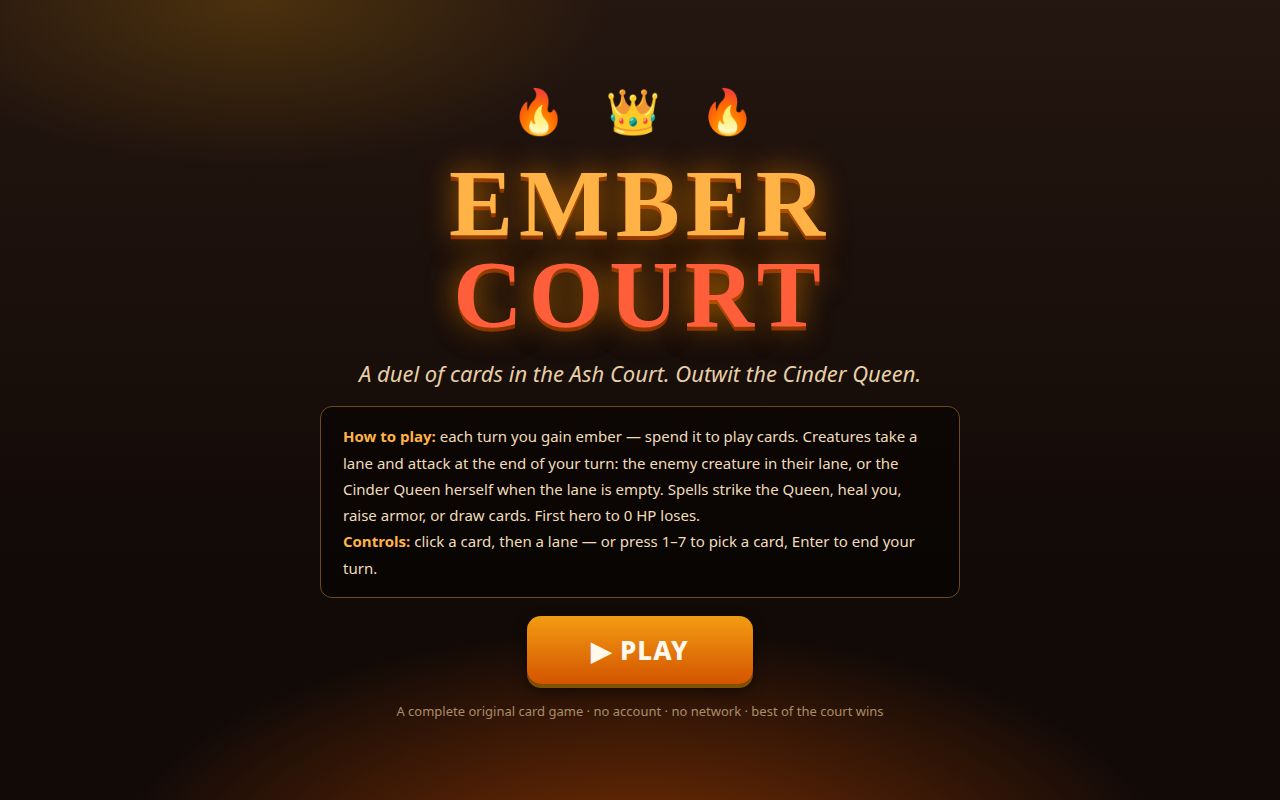 EMBER
COURT
A duel of cards in the Ash Court. Outwit the Cinder Queen.
How to play: each turn you gain ember — spend it to play cards. Creatures take a
lane and attack at the end of your turn: the enemy creature in their lane, or the
Cinder Queen herself when the lane is empty. Spells strike the Queen, heal you,
raise armor, or draw cards. First hero to 0 HP loses.
Controls: click a card, then a lane — or press 1–7 to pick a card, Enter to end your
turn.
▶ PLAY
A complete original card game · no account · no network · best of the court wins